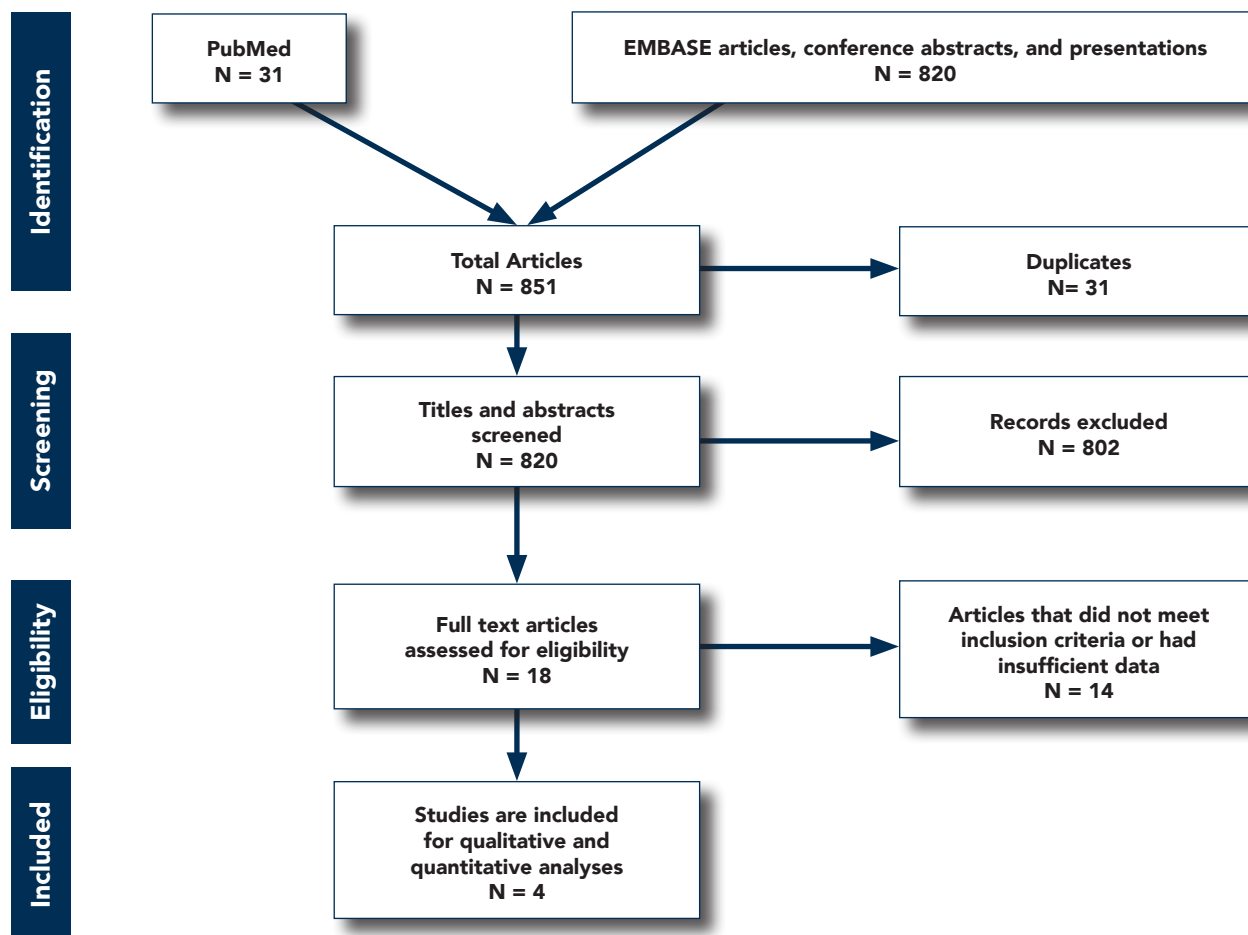 Identification
PubMed
N = 31
EMBASE articles, conference abstracts, and presentations
N = 820
Total Articles
N = 851
Duplicates
N= 31
Screening
Titles and abstracts
screened
N = 820
Records excluded
N = 802
Eligibility
Full text articles
assessed for eligibility
N = 18
Articles that did not meet
inclusion criteria or had
insufficient data
N = 14
Included
Studies are included
for qualitative and
quantitative analyses
N = 4